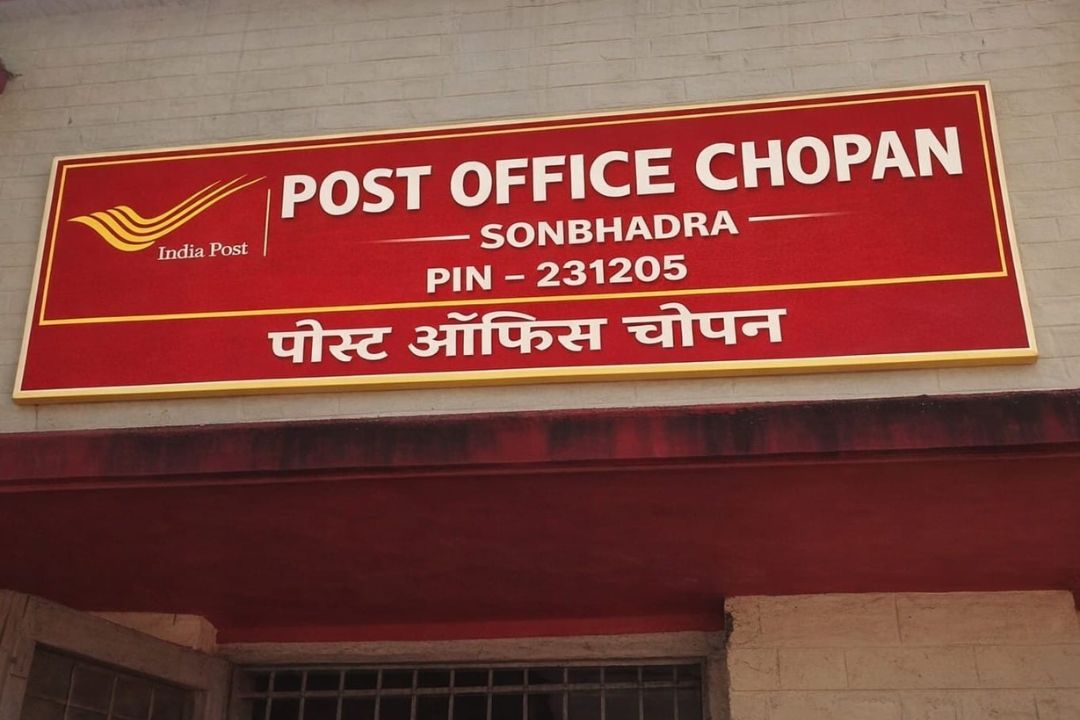 POST OFFICE CHOPAN
India Post
SONBHADRA
PIN – 231205
पोस्ट ऑफिस चोपन